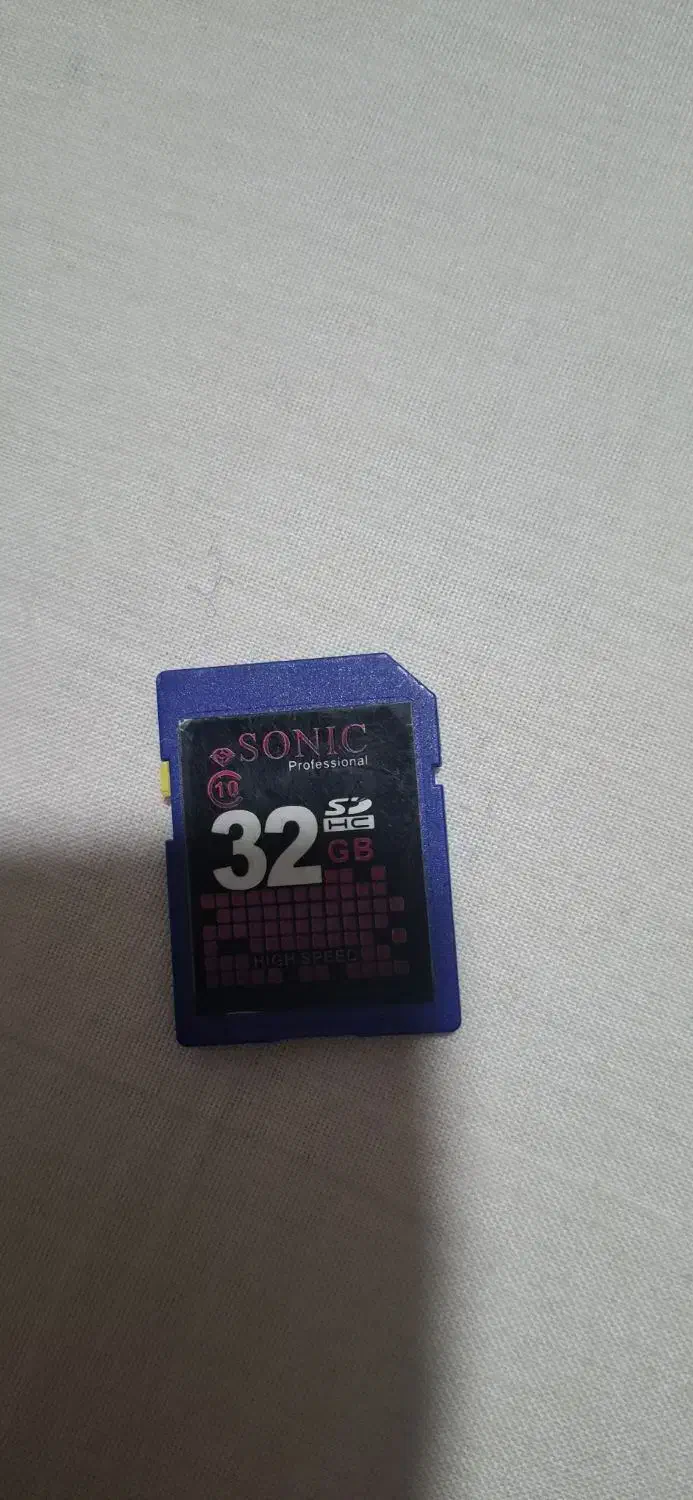 SONIC
Professional
10
SD
HC
32 GB
HIGH SPEED